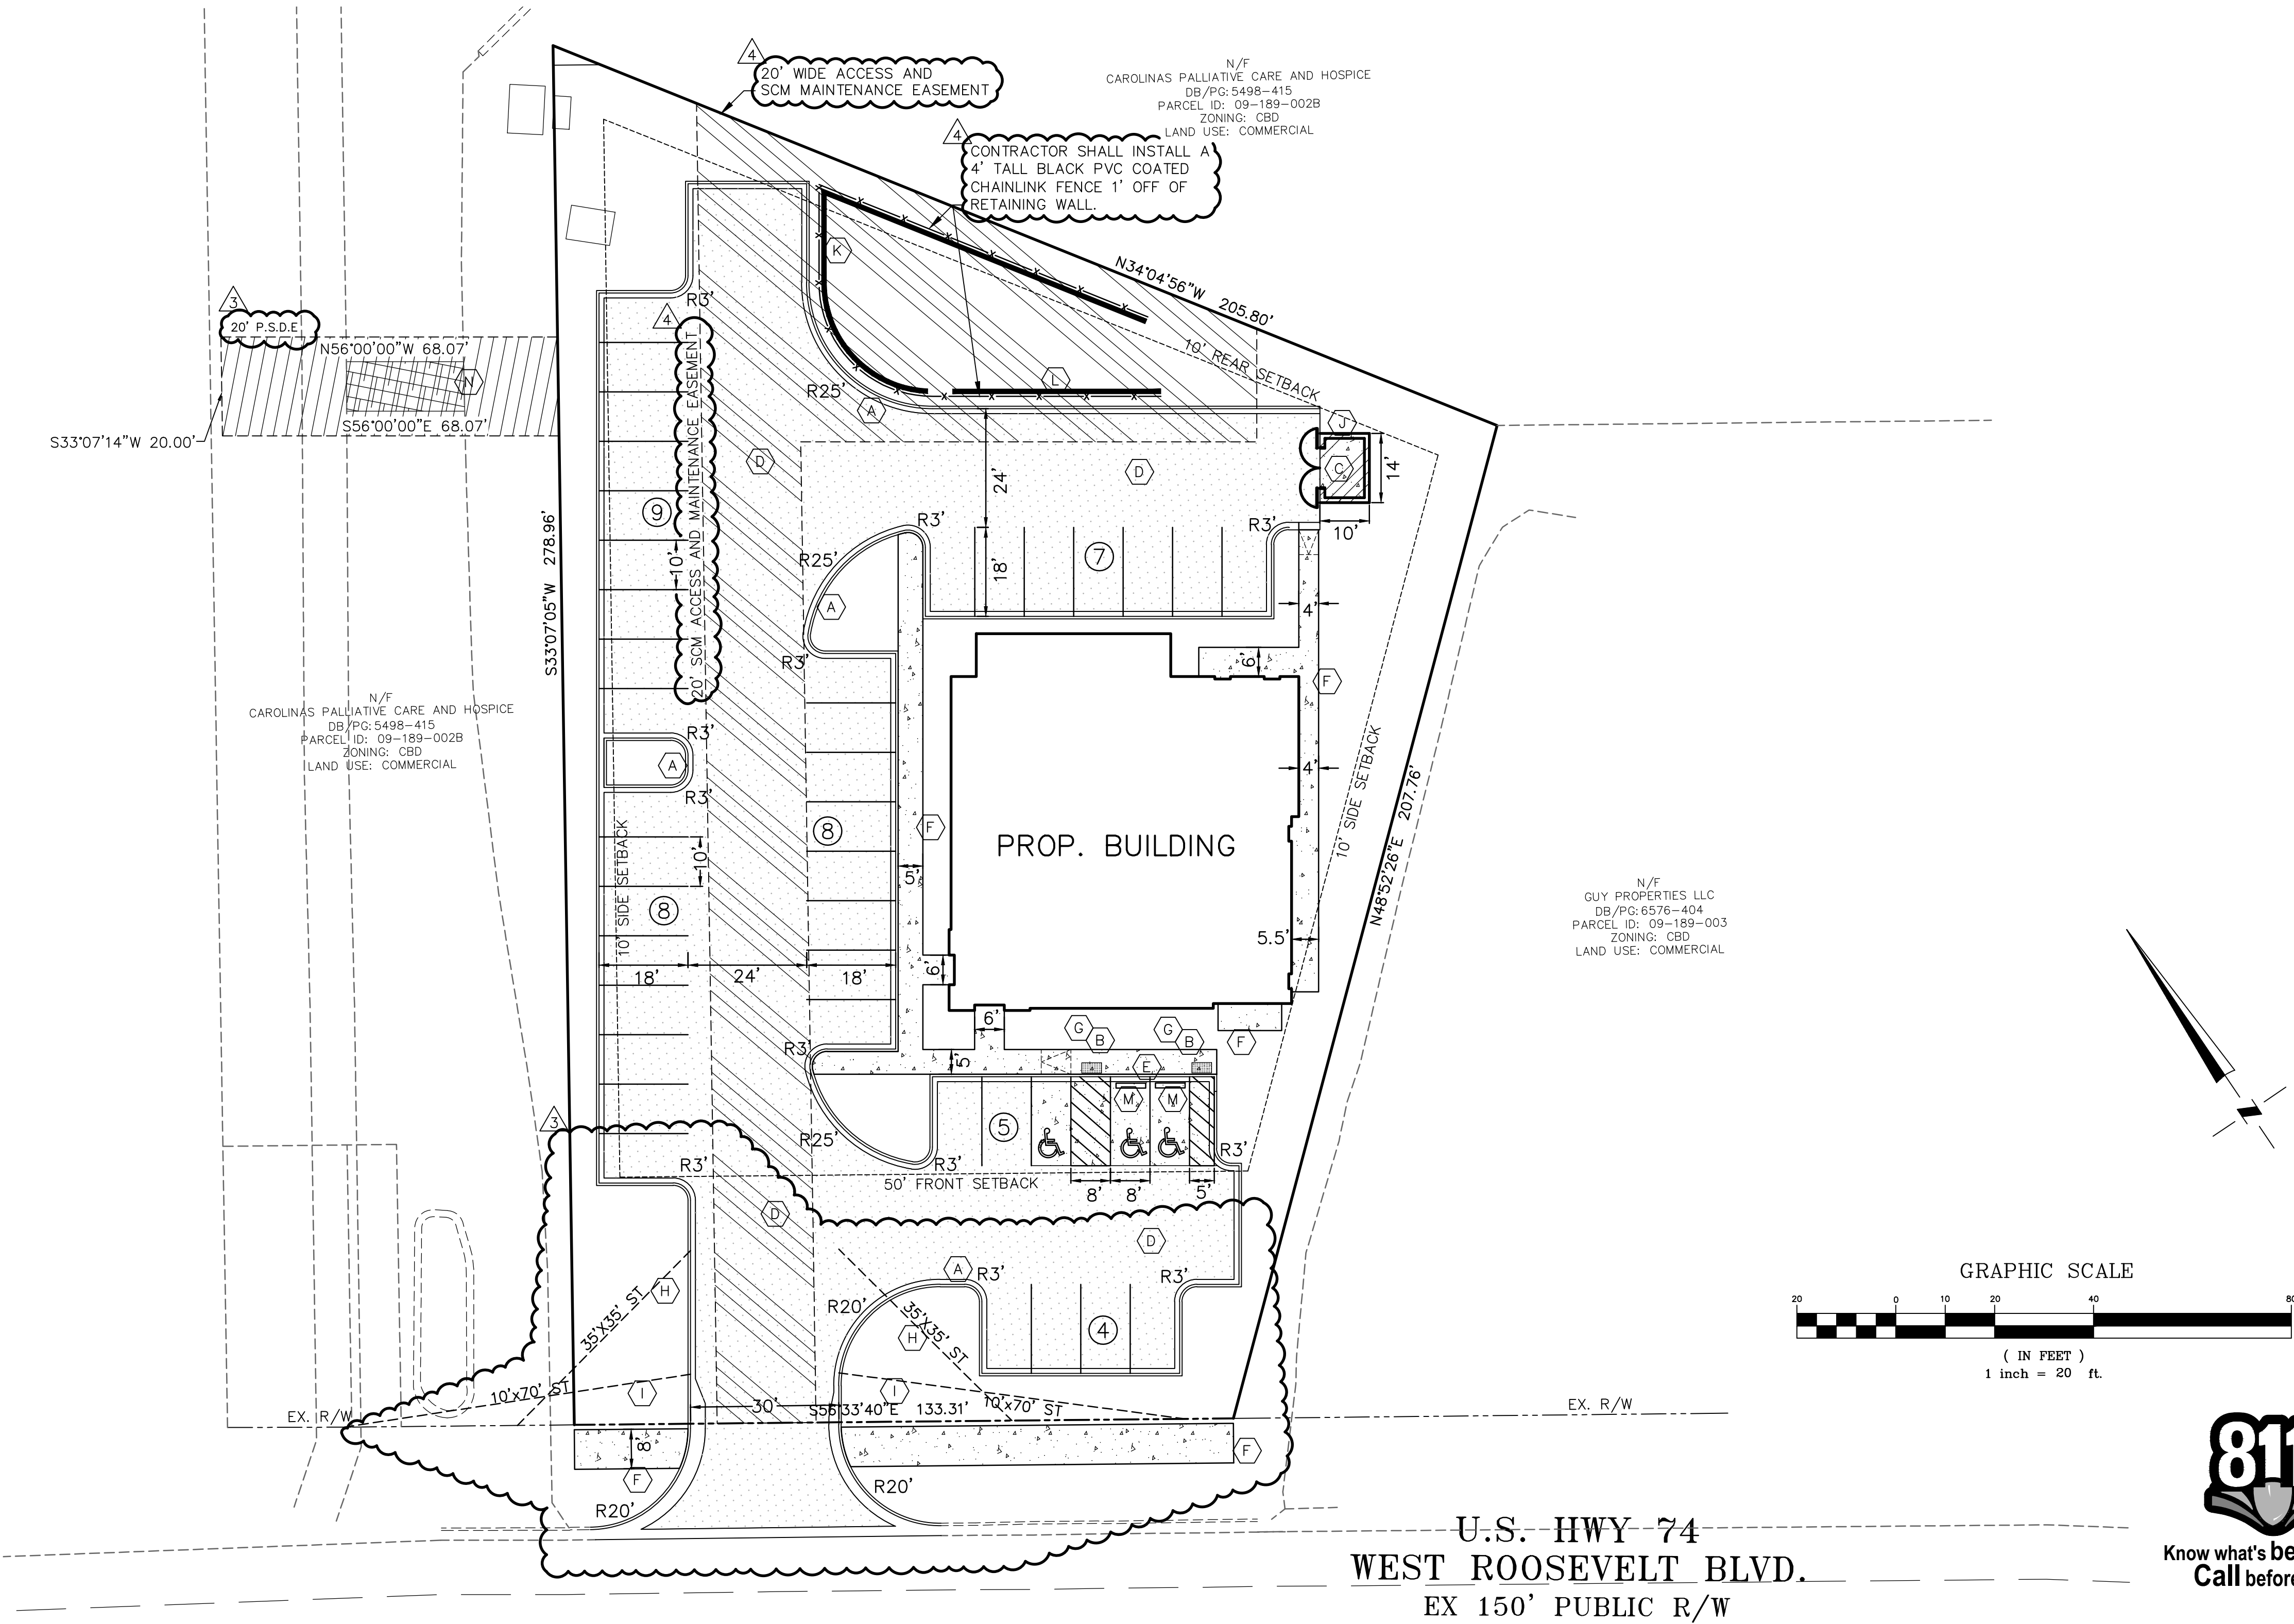 4
20' WIDE ACCESS AND
SCM MAINTENANCE EASEMENT
N/F
CAROLINAS PALLIATIVE CARE AND HOSPICE
DB/PG: 5498-415
PARCEL ID: 09-189-002B
ZONING: CBD
LAND USE: COMMERCIAL
4
CONTRACTOR SHALL INSTALL A
4' TALL BLACK PVC COATED
CHAINLINK FENCE 1' OFF OF
RETAINING WALL.
K
N34°04'56"W 205.80'
3
20' P.S.D.E
R3'
4
N56°00'00"W 68.07'
N
10' REAR SETBACK
L
R25'
A
S56°00'00"E 68.07'
S33°07'14"W 20.00'
J
D
D
C
14'
24'
20' SCM ACCESS AND MAINTENANCE EASEMENT
9
R3'
R3'
10'
S33°07'05"W 278.96'
10'
R25'
7
18'
A
4'
R3'
6'
F
N/F
CAROLINAS PALLIATIVE CARE AND HOSPICE
DB/PG: 5498-415
PARCEL ID: 09-189-002B
ZONING: CBD
LAND USE: COMMERCIAL
R3'
A
R3'
4'
10' SIDE SETBACK
N48°52'26"E 207.76'
8
F
PROP. BUILDING
10'
5'
10' SIDE SETBACK
8
N/F
GUY PROPERTIES LLC
DB/PG: 6576-404
PARCEL ID: 09-189-003
ZONING: CBD
LAND USE: COMMERCIAL
5.5'
18'
24'
18'
6'
6'
G
B
G
B
F
R3'
5'
E
M
M
3
5
R25'
R3'
R3'
R3'
50' FRONT SETBACK
8'
8'
5'
D
D
A
R3'
R3'
H
35'X35' ST
R20'
35'X35' ST
H
4
GRAPHIC SCALE
20
0
10
20
40
80
( IN FEET )
1 inch = 20 ft.
10'x70' ST
I
I
10'x70' ST
30'
S56°33'40"E 133.31'
EX. R/W
EX. R/W
8'
F
F
R20'
R20'
811
Know what's be
Call before
U.S. HWY 74
WEST ROOSEVELT BLVD.
EX 150' PUBLIC R/W